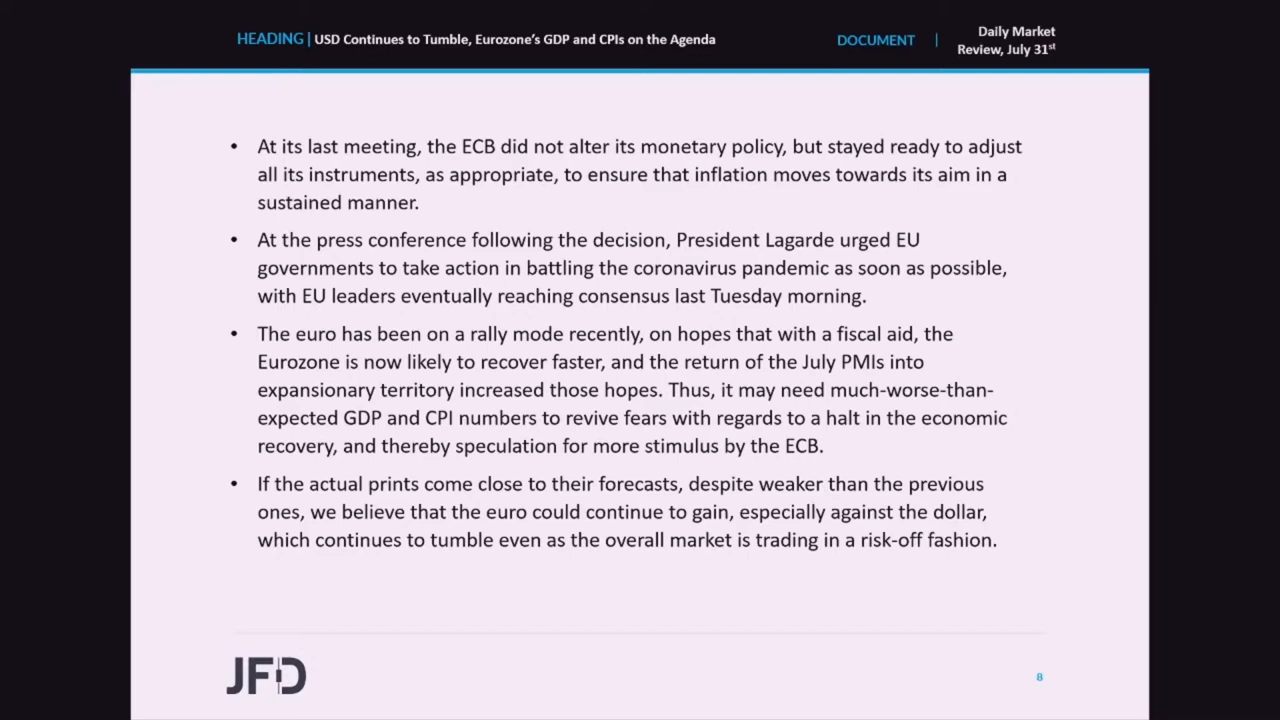 HEADING | USD Continues to Tumble, Eurozone's GDP and CPIs on the Agenda
DOCUMENT | Daily Market
Review, July 31st
• At its last meeting, the ECB did not alter its monetary policy, but stayed ready to adjust
all its instruments, as appropriate, to ensure that inflation moves towards its aim in a
sustained manner.
• At the press conference following the decision, President Lagarde urged EU
governments to take action in battling the coronavirus pandemic as soon as possible,
with EU leaders eventually reaching consensus last Tuesday morning.
• The euro has been on a rally mode recently, on hopes that with a fiscal aid, the
Eurozone is now likely to recover faster, and the return of the July PMIs into
expansionary territory increased those hopes. Thus, it may need much-worse-than-
expected GDP and CPI numbers to revive fears with regards to a halt in the economic
recovery, and thereby speculation for more stimulus by the ECB.
• If the actual prints come close to their forecasts, despite weaker than the previous
ones, we believe that the euro could continue to gain, especially against the dollar,
which continues to tumble even as the overall market is trading in a risk-off fashion.
JFD
8